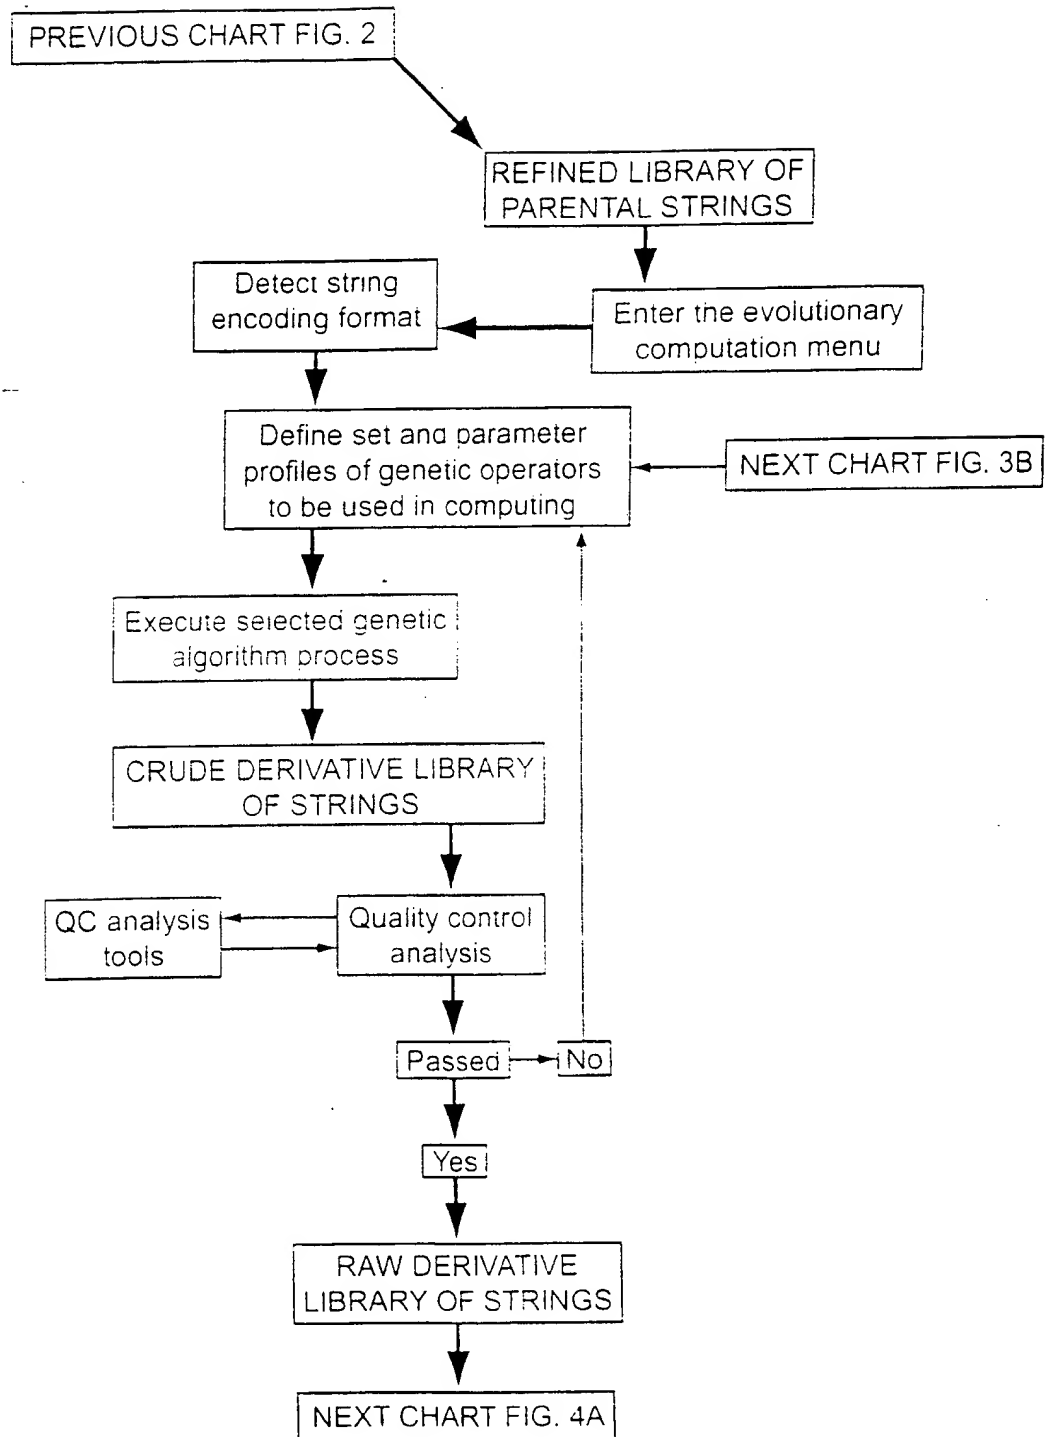 PREVIOUS CHART FIG. 2
REFINED LIBRARY OF
PARENTAL STRINGS
Detect string
encoding format
Enter the evolutionary
computation menu
Define set and parameter
profiles of genetic operators
to be used in computing
NEXT CHART FIG. 3B
Execute selected genetic
algorithm process
CRUDE DERIVATIVE LIBRARY
OF STRINGS
QC analysis
tools
Quality control
analysis
Passed
No
Yes
RAW DERIVATIVE
LIBRARY OF STRINGS
NEXT CHART FIG. 4A